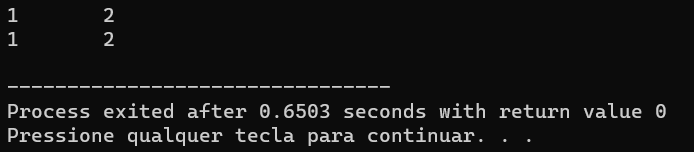 1       2
1       2
--------------------------------
Process exited after 0.6503 seconds with return value 0
Pressione qualquer tecla para continuar. . .